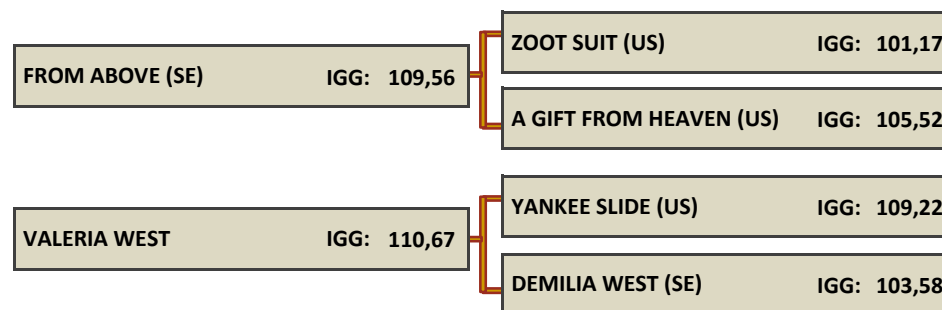 ZOOT SUIT (US) IGG: 101,17
FROM ABOVE (SE) IGG: 109,56
A GIFT FROM HEAVEN (US) IGG: 105,52
YANKEE SLIDE (US) IGG: 109,22
VALERIA WEST IGG: 110,67
DEMILIA WEST (SE) IGG: 103,58